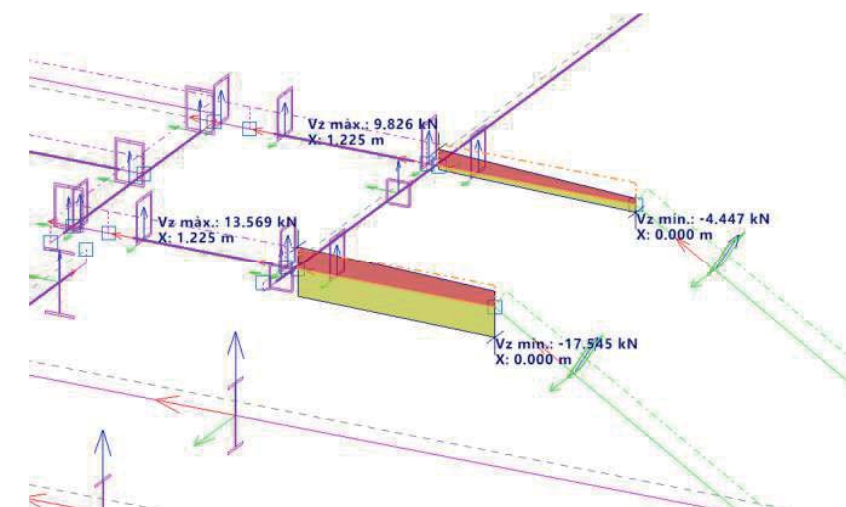 Vz máx.: 9.826 kN
X: 1.225 m
Vz máx.: 13.569 kN
X: 1.225 m
Vz mín.: -4.447 kN
X: 0.000 m
Vz mín.: -17.545 kN
X: 0.000 m